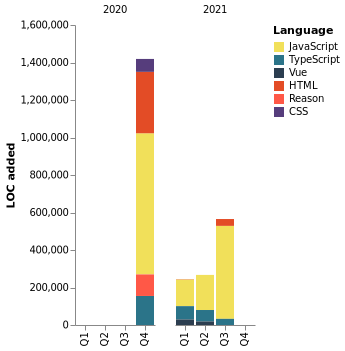 2020
2021
1,600,000
1,400,000
1,200,000
1,000,000
800,000
600,000
400,000
200,000
0
LOC added
Q1
Q2
Q3
Q4
Q1
Q2
Q3
Q4
Language
JavaScript
TypeScript
Vue
HTML
Reason
CSS